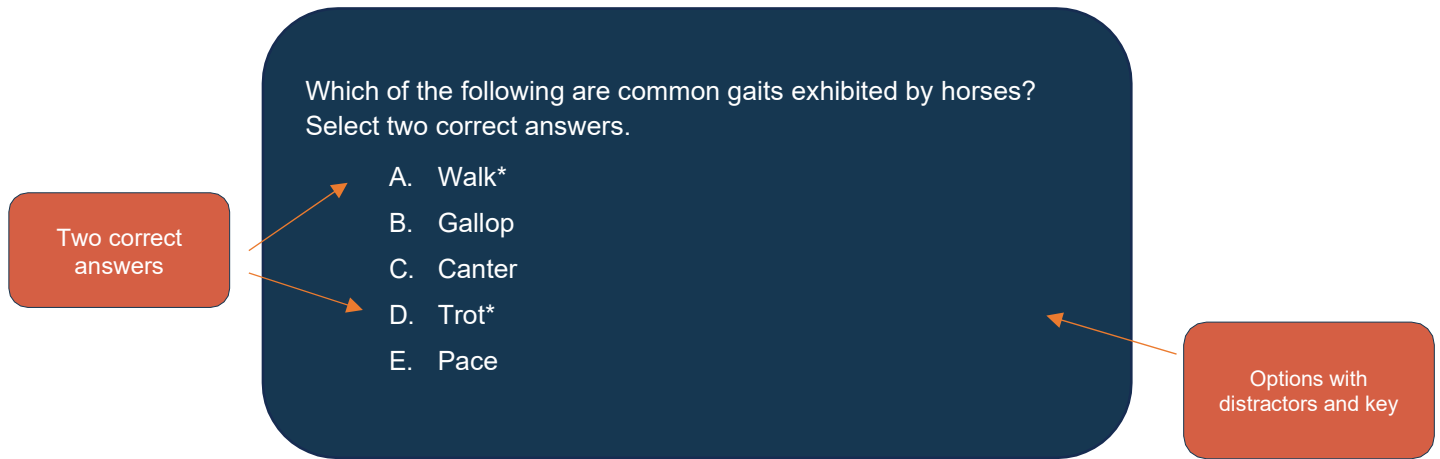 Which of the following are common gaits exhibited by horses?
Select two correct answers.
A. Walk*
B. Gallop
C. Canter
D. Trot*
E. Pace
Two correct
answers
Options with
distractors and key